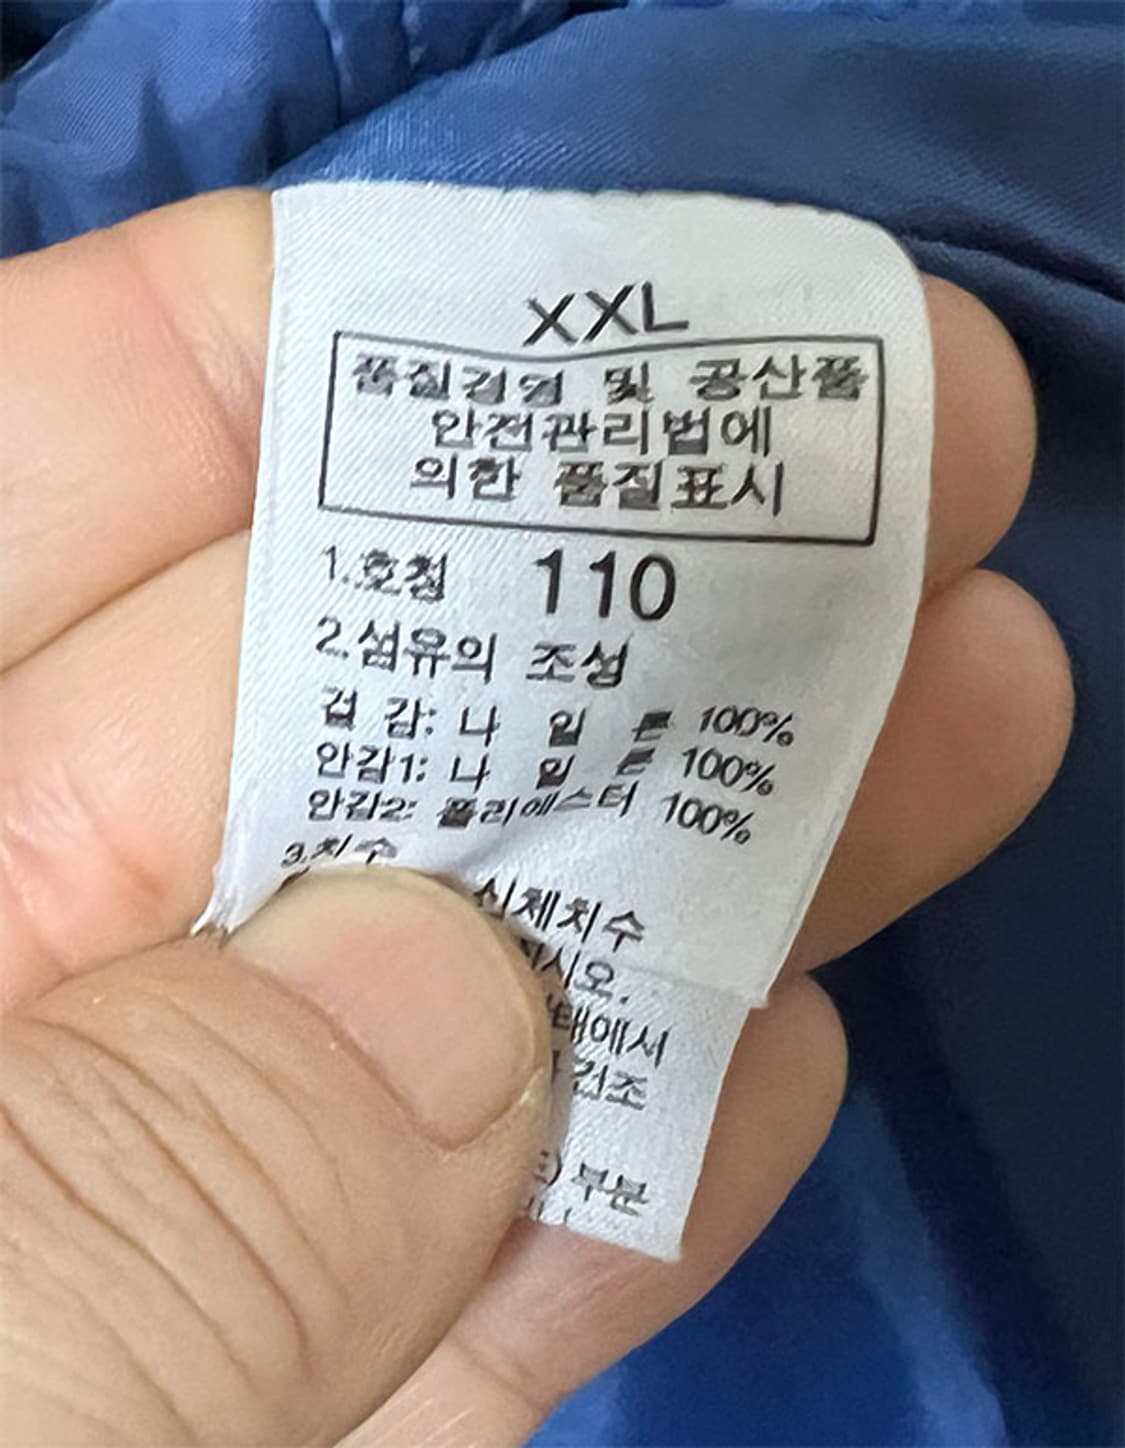 XXL
품질경영 및 공산품
안전관리법에
의한 품질표시
1.호칭 110
2.섬유의 조성
겉 감: 나 일 론 100%
안감1: 나 일 론 100%
안감2: 폴리에스터 100%
3.치수
신체치수
시오.
에서
건조
부분